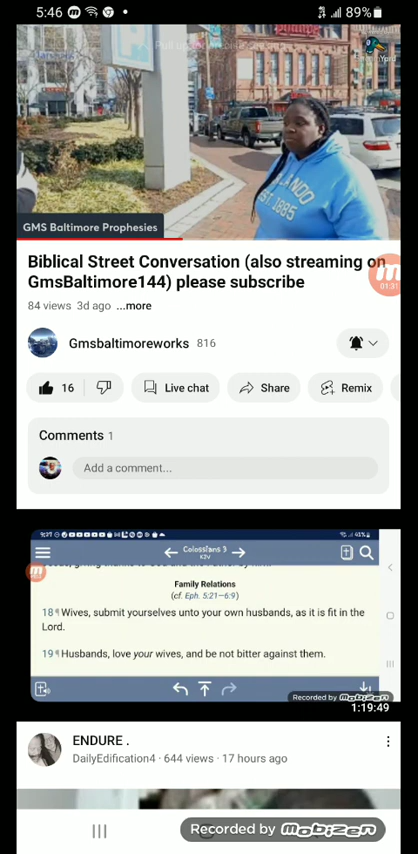 5:46
89%
GMS Baltimore Prophesies
Biblical Street Conversation (also streaming on
GmsBaltimore144) please subscribe
01:31
84 views 3d ago ...more
Gmsbaltimoreworks 816
16 Live chat Share Remix
Comments 1
Add a comment...
41%
Colossians 3
KJV
Family Relations
(cf. Eph. 5:21–6:9)
18 ¶ Wives, submit yourselves unto your own husbands, as it is fit in the
Lord.
19 ¶ Husbands, love your wives, and be not bitter against them.
Recorded by mobizen
1:19:49
ENDURE .
DailyEdification4 · 644 views · 17 hours ago
Recorded by mobizen